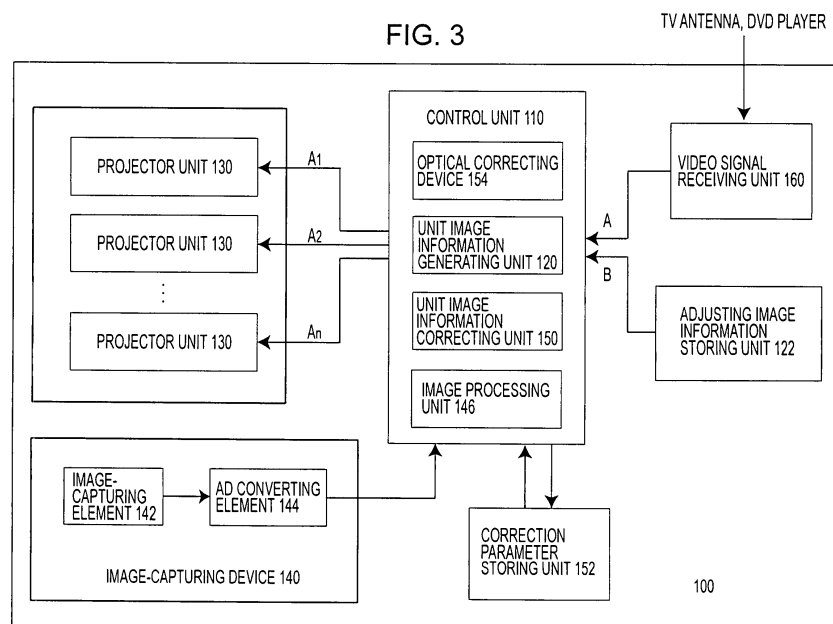 FIG. 3
TV ANTENNA, DVD PLAYER
PROJECTOR UNIT 130
PROJECTOR UNIT 130
PROJECTOR UNIT 130
A1
A2
An
CONTROL UNIT 110
OPTICAL CORRECTING
DEVICE 154
UNIT IMAGE
INFORMATION
GENERATING UNIT 120
UNIT IMAGE
INFORMATION
CORRECTING UNIT 150
IMAGE PROCESSING
UNIT 146
A
B
VIDEO SIGNAL
RECEIVING UNIT 160
ADJUSTING IMAGE
INFORMATION
STORING UNIT 122
IMAGE-
CAPTURING
ELEMENT 142
AD CONVERTING
ELEMENT 144
IMAGE-CAPTURING DEVICE 140
CORRECTION
PARAMETER
STORING UNIT 152
100